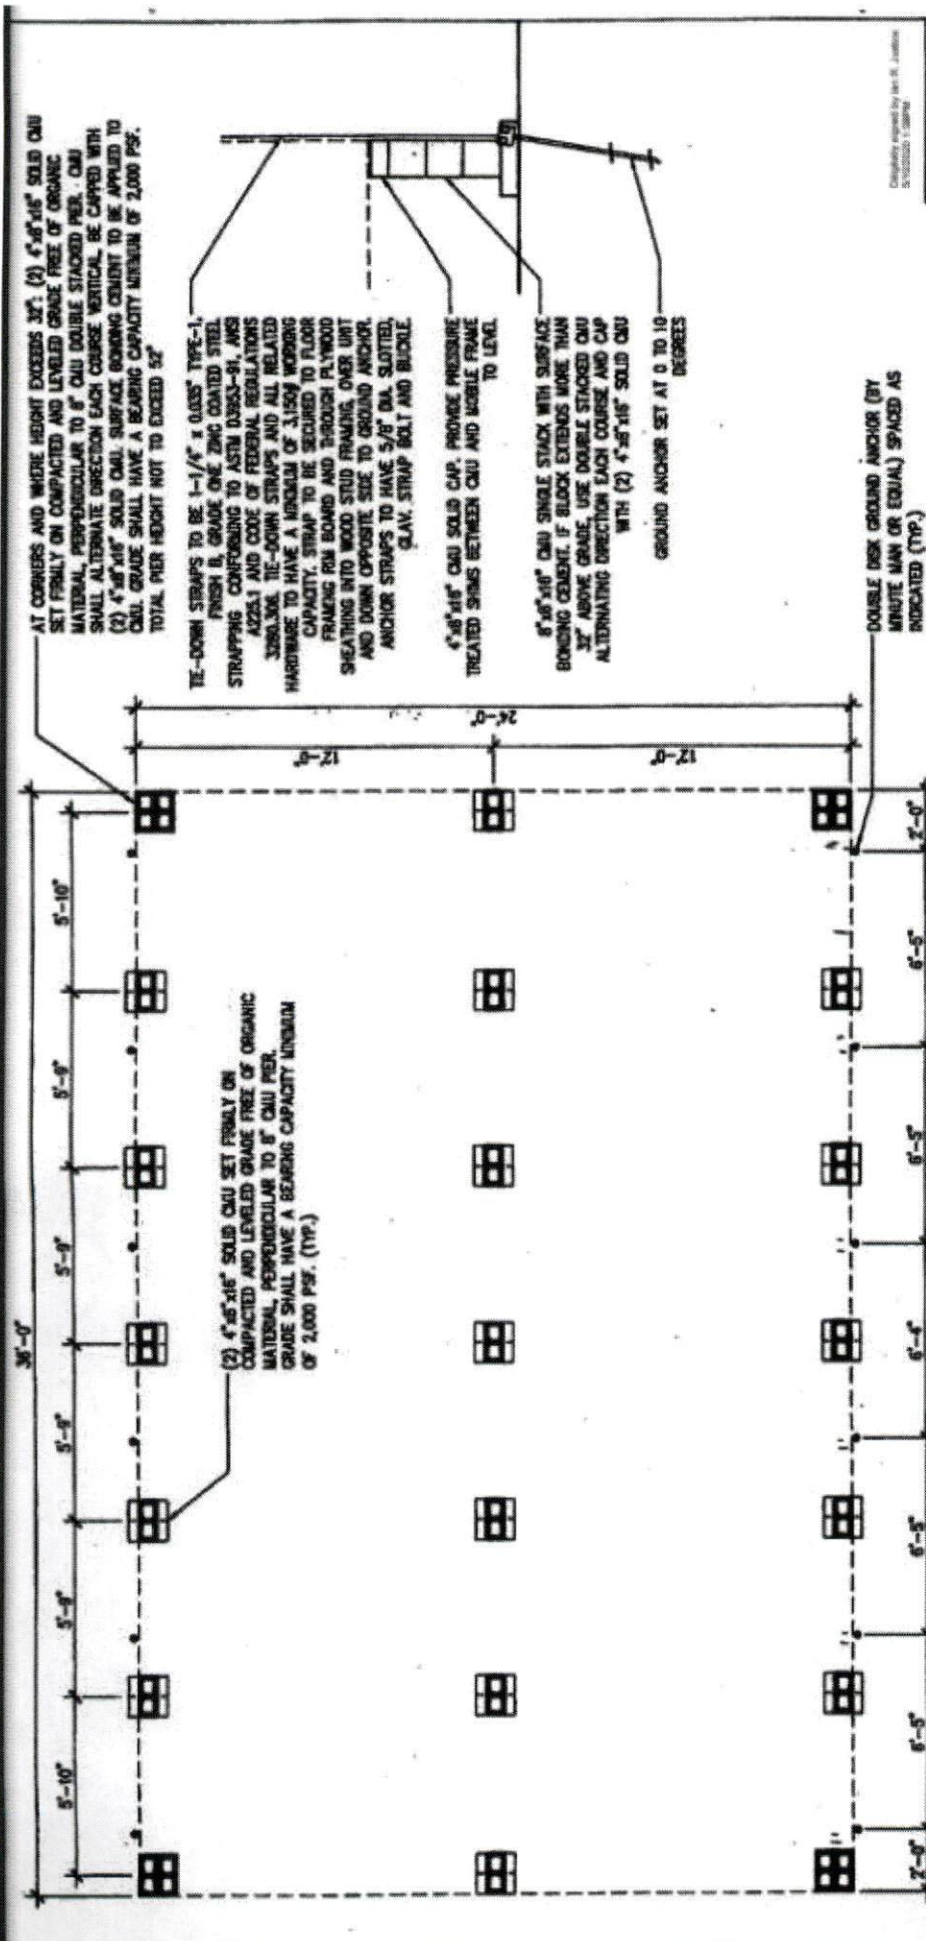 AT CORNERS AND WHERE HEIGHT EXCEEDS 32": (2) 4"x8"x16" SOLID CMU
SET FIRMLY ON COMPACTED AND LEVELED GRADE FREE OF ORGANIC
MATERIAL, PERPENDICULAR TO 8" CMU DOUBLE STACKED PIER. CMU
SHALL ALTERNATE DIRECTION EACH COURSE VERTICAL, BE CAPPED WITH
(2) 4"x8"x16" SOLID CMU. SURFACE BONDING CEMENT TO BE APPLIED TO
CMU. GRADE SHALL HAVE A BEARING CAPACITY MINIMUM OF 2,000 PSF.
TOTAL PIER HEIGHT NOT TO EXCEED 52"
TIE-DOWN STRAPS TO BE 1-1/4" x 0.035" TYPE-1,
FINISH B, GRADE ONE ZINC COATED STEEL
STRAPPING CONFORMING TO ASTM D3953-91, ANSI
A225.1 AND CODE OF FEDERAL REGULATIONS
3280.306. TIE-DOWN STRAPS AND ALL RELATED
HARDWARE TO HAVE A MINIMUM OF 3,150# WORKING
CAPACITY. STRAP TO BE SECURED TO FLOOR
FRAMING RIM BOARD AND THROUGH PLYWOOD
SHEATHING INTO WOOD STUD FRAMING, OVER UNIT
AND DOWN OPPOSITE SIDE TO GROUND ANCHOR.
ANCHOR STRAPS TO HAVE 5/8" DIA. SLOTTED,
GLAV. STRAP BOLT AND BUCKLE.
4"x8"x16" CMU SOLID CAP. PROVIDE PRESSURE
TREATED SHIMS BETWEEN CMU AND MOBILE FRAME
TO LEVEL
8"x8"x16" CMU SINGLE STACK WITH SURFACE
BONDING CEMENT. IF BLOCK EXTENDS MORE THAN
32" ABOVE GRADE, USE DOUBLE STACKED CMU
ALTERNATING DIRECTION EACH COURSE AND CAP
WITH (2) 4"x8"x16" SOLID CMU
GROUND ANCHOR SET AT 0 TO 10
DEGREES
DOUBLE DISK GROUND ANCHOR (BY
MINUTE MAN OR EQUAL) SPACED AS
INDICATED (TYP.)
36'-0"
5'-10"
5'-9"
5'-9"
5'-9"
5'-9"
5'-10"
(2) 4"x8"x16" SOLID CMU SET FIRMLY ON
COMPACTED AND LEVELED GRADE FREE OF ORGANIC
MATERIAL, PERPENDICULAR TO 8" CMU PIER.
GRADE SHALL HAVE A BEARING CAPACITY MINIMUM
OF 2,000 PSF. (TYP.)
12'-0"
12'-0"
24'-0"
2'-0"
6'-5"
6'-5"
6'-4"
6'-5"
6'-5"
2'-0"
Digitally signed by